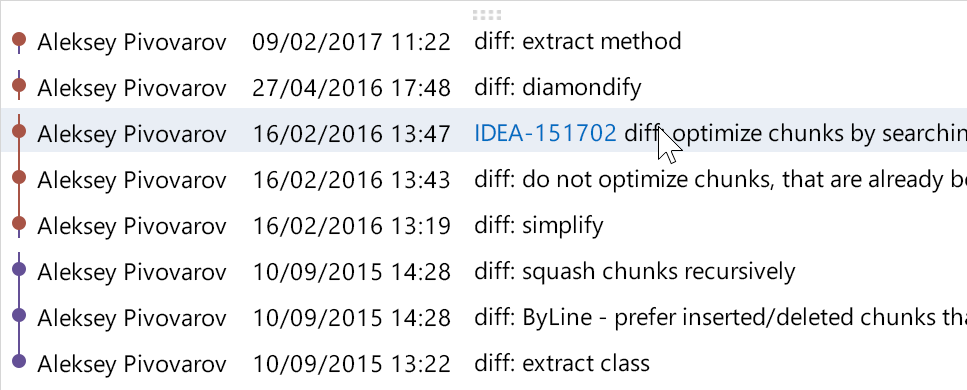 Aleksey Pivovarov 09/02/2017 11:22 diff: extract method
Aleksey Pivovarov 27/04/2016 17:48 diff: diamondify
Aleksey Pivovarov 16/02/2016 13:47 IDEA-151702 diff: optimize chunks by
Aleksey Pivovarov 16/02/2016 13:43 diff: do not optimize chunks, that are already
Aleksey Pivovarov 16/02/2016 13:19 diff: simplify
Aleksey Pivovarov 10/09/2015 14:28 diff: squash chunks recursively
Aleksey Pivovarov 10/09/2015 14:28 diff: ByLine - prefer inserted/deleted chunks
Aleksey Pivovarov 10/09/2015 13:22 diff: extract class